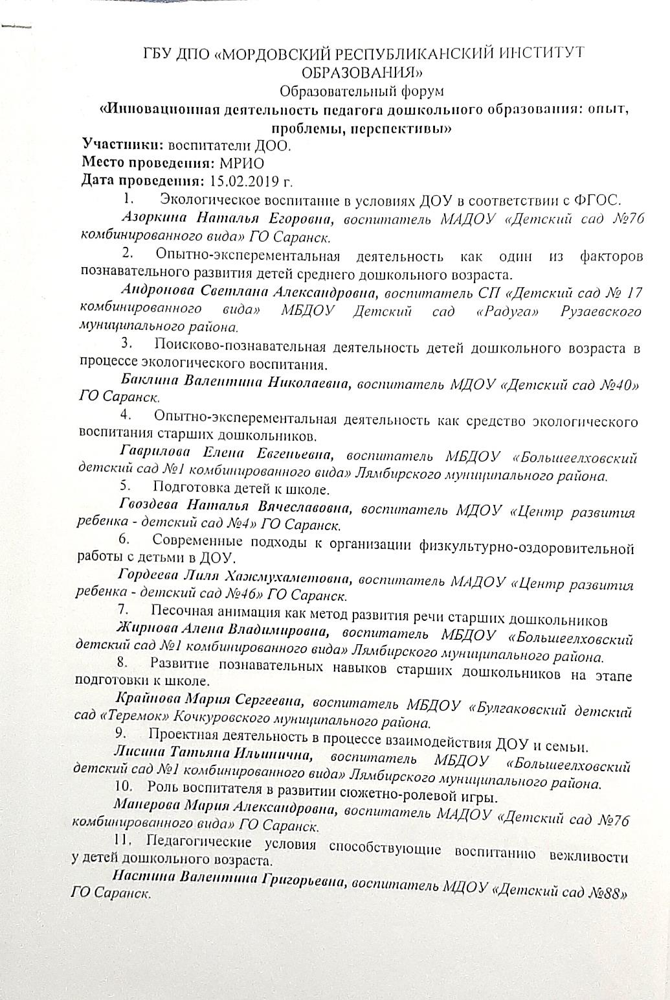 ГБУ ДПО «МОРДОВСКИЙ РЕСПУБЛИКАНСКИЙ ИНСТИТУТ
ОБРАЗОВАНИЯ»
Образовательный форум
«Инновационная деятельность педагога дошкольного образования: опыт,
проблемы, перспективы»
Участники: воспитатели ДОО.
Место проведения: МРИО
Дата проведения: 15.02.2019 г.
1. Экологическое воспитание в условиях ДОУ в соответствии с ФГОС.
Азоркина Наталья Егоровна, воспитатель МАДОУ «Детский сад №76
комбинированного вида» ГО Саранск.
2. Опытно-эксперементальная деятельность как один из факторов
познавательного развития детей среднего дошкольного возраста.
Андронова Светлана Александровна, воспитатель СП «Детский сад № 17
комбинированного вида» МБДОУ Детский сад «Радуга» Рузаевского
муниципального района.
3. Поисково-познавательная деятельность детей дошкольного возраста в
процессе экологического воспитания.
Баклина Валентина Николаевна, воспитатель МДОУ «Детский сад №40»
ГО Саранск.
4. Опытно-эксперементальная деятельность как средство экологического
воспитания старших дошкольников.
Гаврилова Елена Евгеньевна, воспитатель МБДОУ «Большеелховский
детский сад №1 комбинированного вида» Лямбирского муниципального района.
5. Подготовка детей к школе.
Гвоздева Наталья Вячеславовна, воспитатель МДОУ «Центр развития
ребенка - детский сад №4» ГО Саранск.
6. Современные подходы к организации физкультурно-оздоровительной
работы с детьми в ДОУ.
Гордеева Лиля Хажмухаметовна, воспитатель МАДОУ «Центр развития
ребенка - детский сад №46» ГО Саранск.
7. Песочная анимация как метод развития речи старших дошкольников
Жирнова Алена Владимировна, воспитатель МБДОУ «Большеелховский
детский сад №1 комбинированного вида» Лямбирского муниципального района.
8. Развитие познавательных навыков старших дошкольников на этапе
подготовки к школе.
Крайнова Мария Сергеевна, воспитатель МБДОУ «Булгаковский детский
сад «Теремок» Кочкуровского муниципального района.
9. Проектная деятельность в процессе взаимодействия ДОУ и семьи.
Лисина Татьяна Ильинична, воспитатель МБДОУ «Большеелховский
детский сад №1 комбинированного вида» Лямбирского муниципального района.
10. Роль воспитателя в развитии сюжетно-ролевой игры.
Манерова Мария Александровна, воспитатель МАДОУ «Детский сад №76
комбинированного вида» ГО Саранск.
11. Педагогические условия способствующие воспитанию вежливости
у детей дошкольного возраста.
Настина Валентина Григорьевна, воспитатель МДОУ «Детский сад №88»
ГО Саранск.